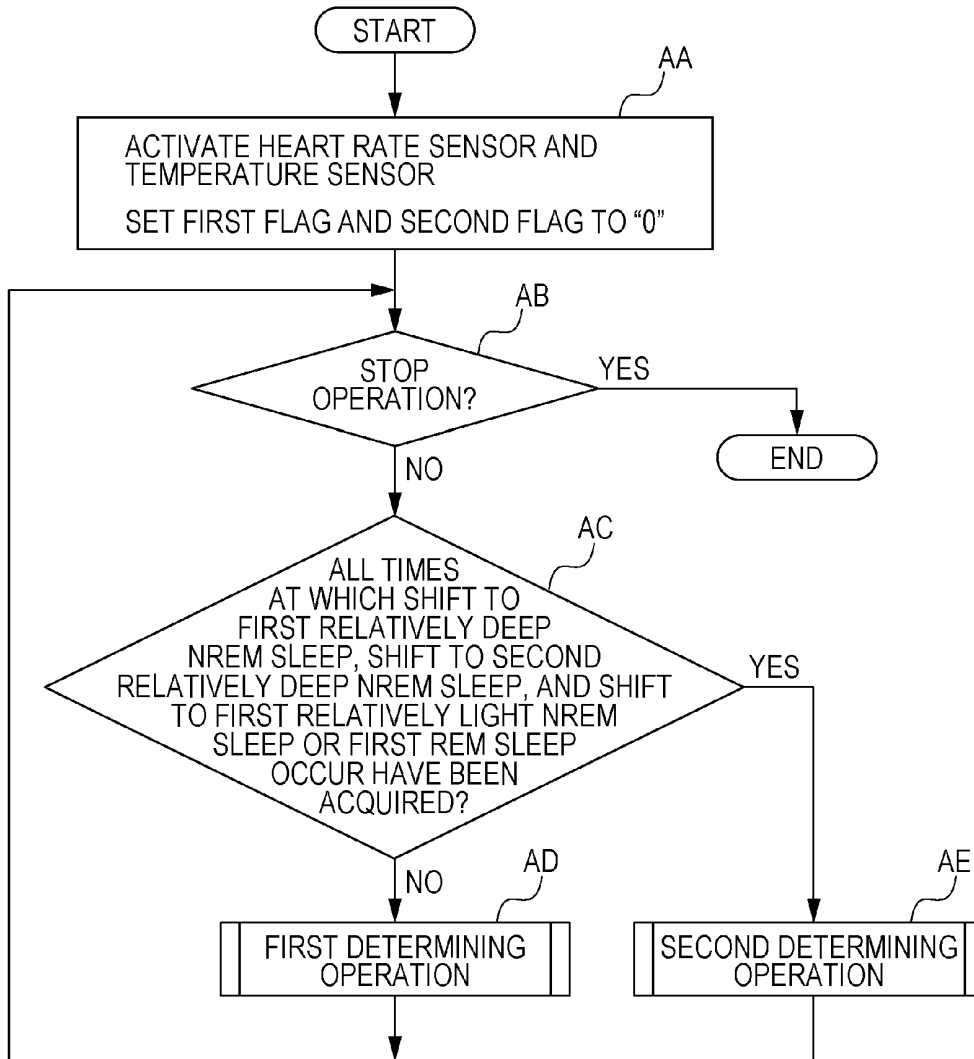 START
AA
ACTIVATE HEART RATE SENSOR AND
TEMPERATURE SENSOR
SET FIRST FLAG AND SECOND FLAG TO “0”
AB
STOP
OPERATION?
YES
END
NO
AC
ALL TIMES
AT WHICH SHIFT TO
FIRST RELATIVELY DEEP
NREM SLEEP, SHIFT TO SECOND
RELATIVELY DEEP NREM SLEEP, AND SHIFT
TO FIRST RELATIVELY LIGHT NREM
SLEEP OR FIRST REM SLEEP
OCCUR HAVE BEEN
ACQUIRED?
YES
NO
AD
FIRST DETERMINING
OPERATION
AE
SECOND DETERMINING
OPERATION